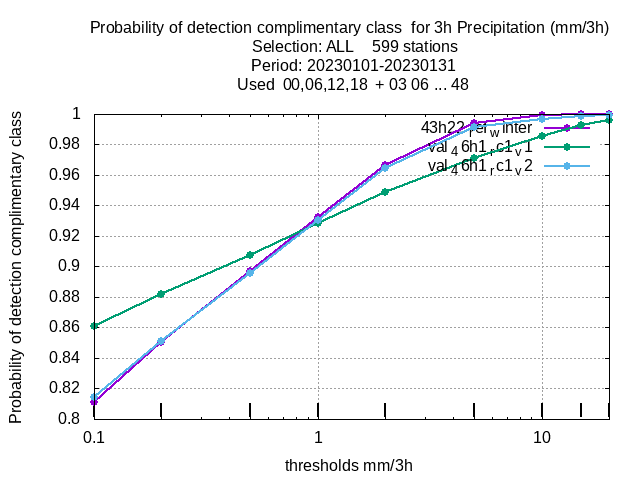 Probability of detection complimentary class  for 3h Precipitation (mm/3h)
Selection: ALL    599 stations
Period: 20230101-20230131
Used  00,06,12,18  + 03 06 ... 48
Probability of detection complimentary class
1
0.98
0.96
0.94
0.92
0.9
0.88
0.86
0.84
0.82
0.8
43h22_ref_winter
val_46h1_rc1_v1
val_46h1_rc1_v2
0.1 1 10
thresholds mm/3h